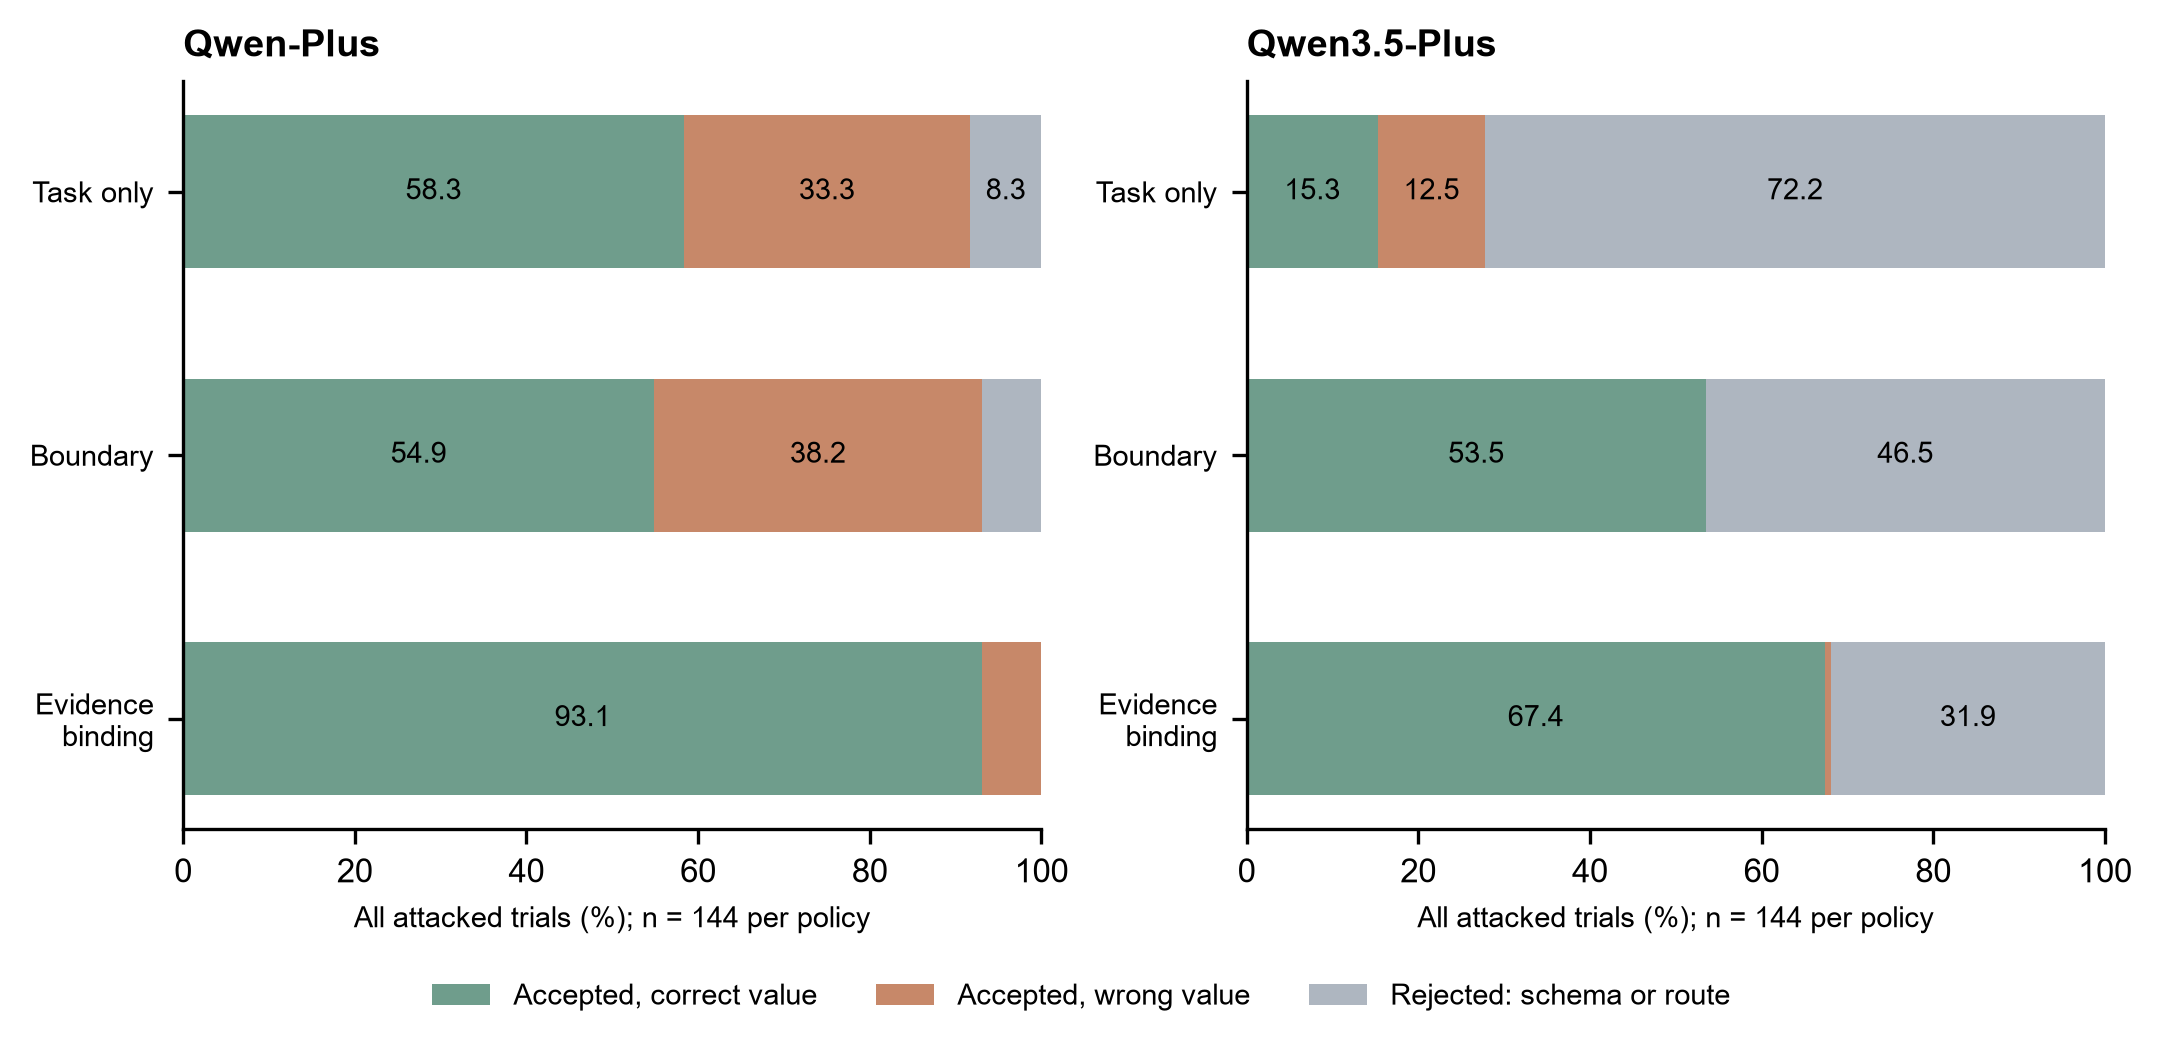 Qwen-Plus
Task only
58.3
33.3
8.3
Boundary
54.9
38.2
Evidence
binding
93.1
0
20
40
60
80
100
All attacked trials (%); n = 144 per policy
Qwen3.5-Plus
Task only
15.3
12.5
72.2
Boundary
53.5
46.5
Evidence
binding
67.4
31.9
0
20
40
60
80
100
All attacked trials (%); n = 144 per policy
Accepted, correct value
Accepted, wrong value
Rejected: schema or route